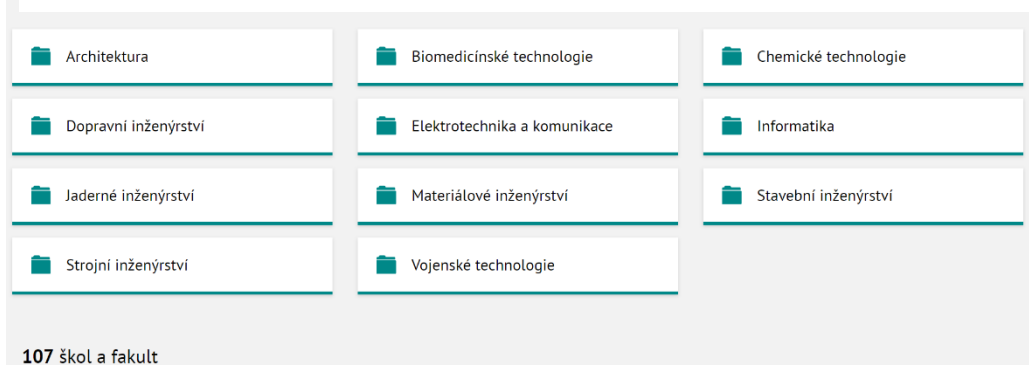 Architektura
Biomedicínské technologie
Chemické technologie
Dopravní inženýrství
Elektrotechnika a komunikace
Informatika
Jaderné inženýrství
Materiálové inženýrství
Stavební inženýrství
Strojní inženýrství
Vojenské technologie
107 škol a fakult